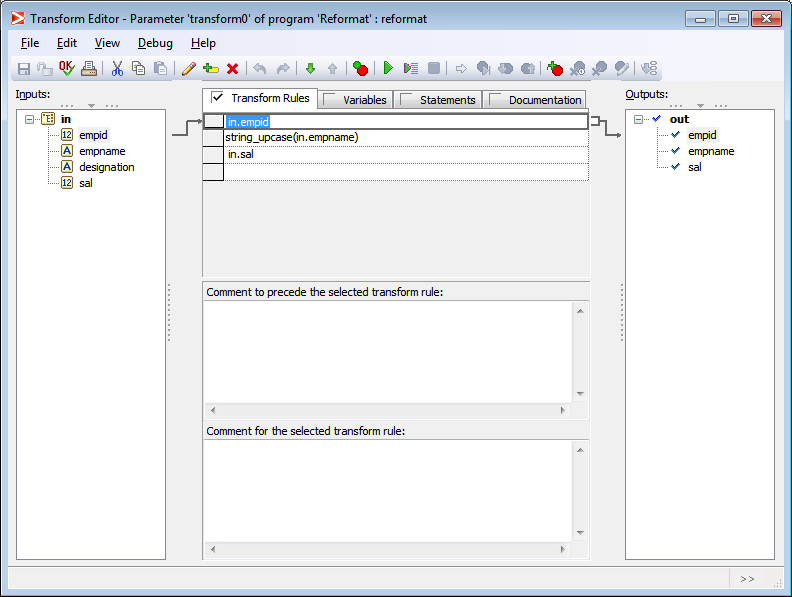 Transform Editor - Parameter 'transform0' of program 'Reformat' : reformat
File Edit View Debug Help
OK
Inputs:
Transform Rules Variables Statements Documentation
Outputs:
in
12 empid
A empname
A designation
12 sal
in.empid
string_upcase(in.empname)
in.sal
out
empid
empname
sal
Comment to precede the selected transform rule:
Comment for the selected transform rule:
>>